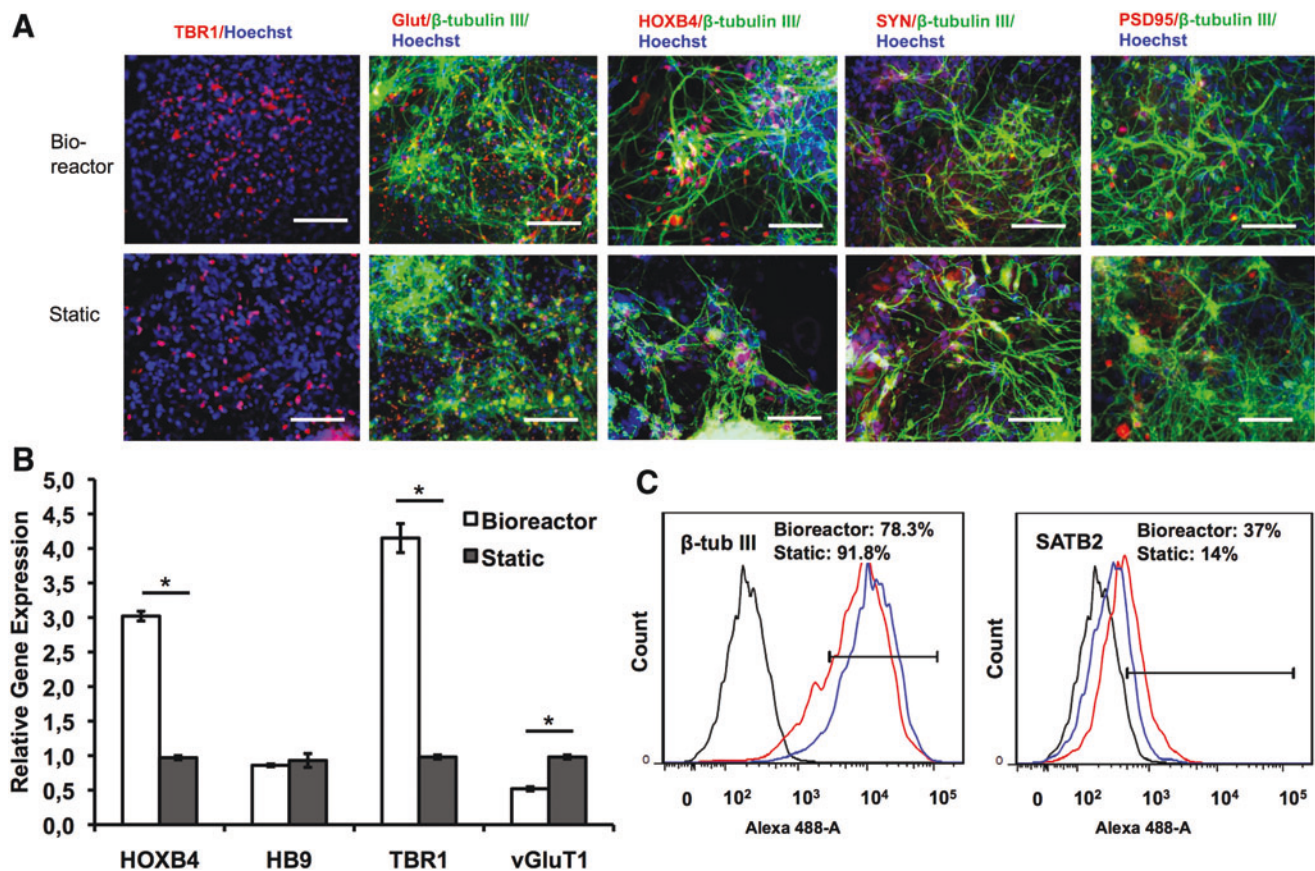 A
TBR1/Hoechst
Glut/β-tubulin III/
Hoechst
HOXB4/β-tubulin III/
Hoechst
SYN/β-tubulin III/
Hoechst
PSD95/β-tubulin III/
Hoechst
Bio-
reactor
Static
B
Relative Gene Expression
5,0
4,5
4,0
3,5
3,0
2,5
2,0
1,5
1,0
0,5
0,0
*
*
*
Bioreactor
Static
HOXB4
HB9
TBR1
vGluT1
C
β-tub III
Bioreactor: 78.3%
Static: 91.8%
Count
0
0
10²
10³
10⁴
10⁵
Alexa 488-A
SATB2
Bioreactor: 37%
Static: 14%
Count
0
0
10²
10³
10⁴
10⁵
Alexa 488-A